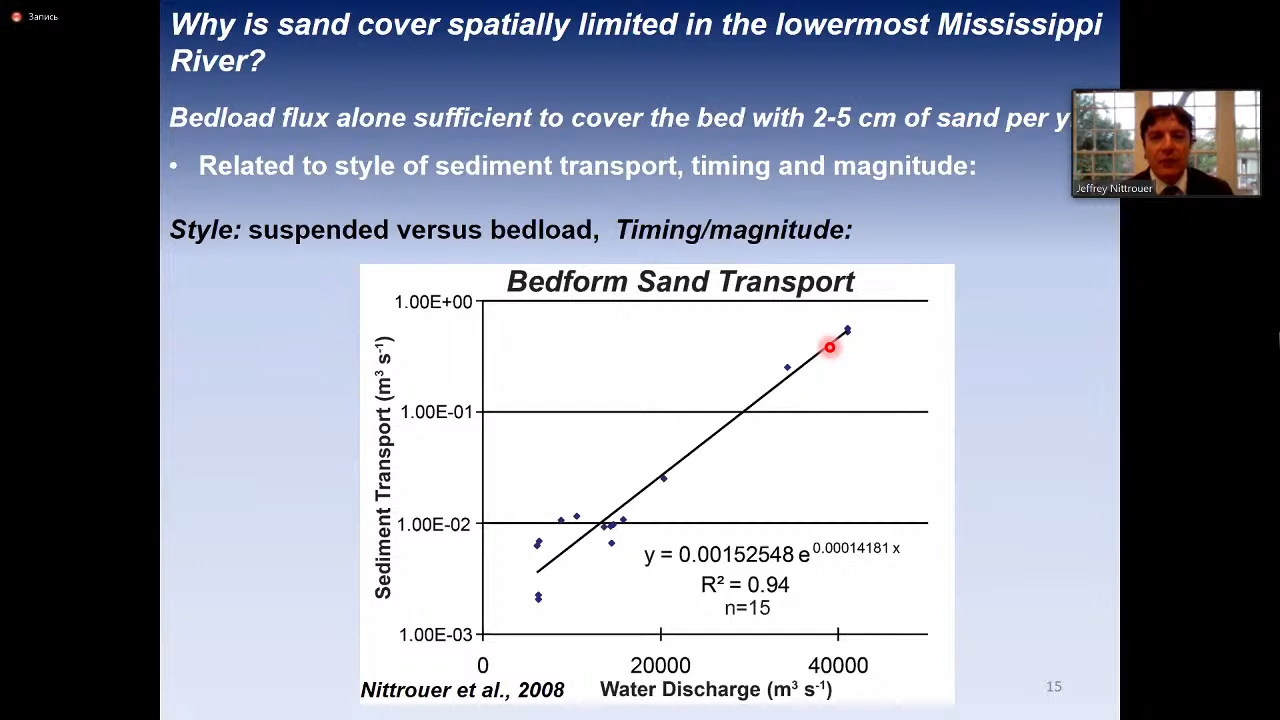 Запись
Why is sand cover spatially limited in the lowermost Mississippi
River?
Bedload flux alone sufficient to cover the bed with 2-5 cm of sand per y
• Related to style of sediment transport, timing and magnitude:
Jeffrey Nittrouer
Style: suspended versus bedload, Timing/magnitude:
Bedform Sand Transport
Sediment Transport (m³ s⁻¹)
1.00E+00
1.00E-01
1.00E-02
1.00E-03
y = 0.00152548 e^0.00014181 x
R² = 0.94
n=15
0 20000 40000
Water Discharge (m³ s⁻¹)
Nittrouer et al., 2008
15